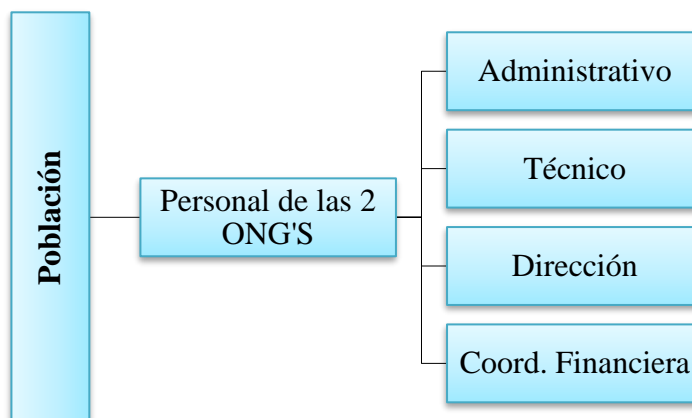 Población
Personal de las 2
ONG'S
Administrativo
Técnico
Dirección
Coord. Financiera